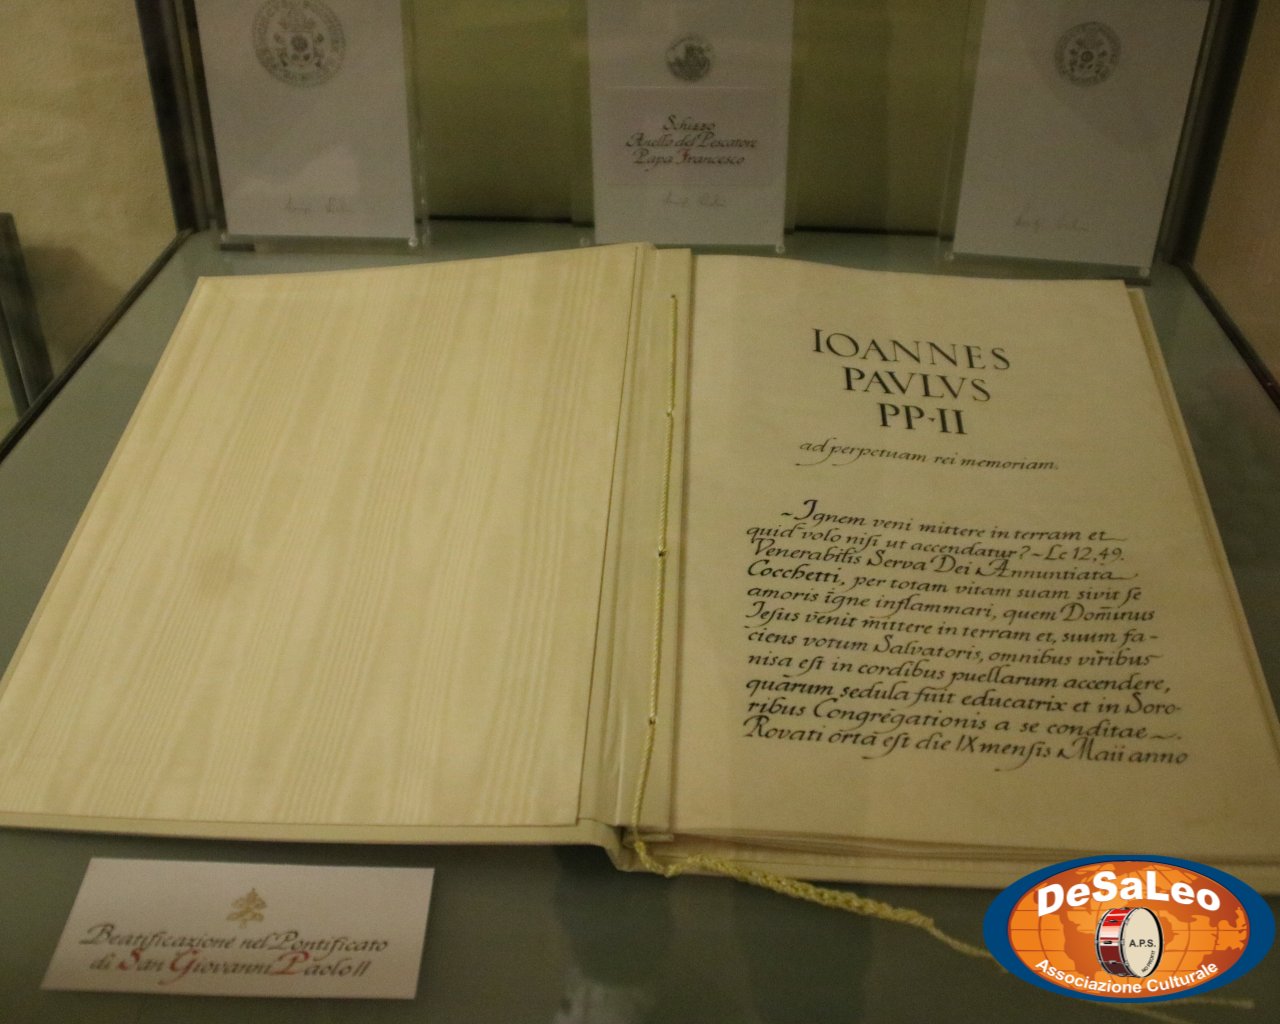 Schizzo
Anello del Pescatore
Papa Francesco
IOANNES
PAVLVS
PP·II
ad perpetuam rei memoriam.
~Ignem veni mittere in terram et
quid volo niſi ut accendatur?~Lc 12,49.
Venerabilis Serva Dei Annuntiata
Cocchetti, per totam vitam suam sivit ſe
amoris igne inflammari, quem Dominus
Jeſus venit mittere in terram et, suum fa-
ciens votum Salvatoris, omnibus viribus
nisa eſt in cordibus puellarum accendere,
quarum sedula fuit educatrix et in Soro-
ribus Congregationis a se conditae~.
Rovati orta eſt die IX menſis Maii anno
Beatificazione nel Pontificato
di San Giovanni Paolo II
DeSaLeo
A.P.S.
Associazione Culturale